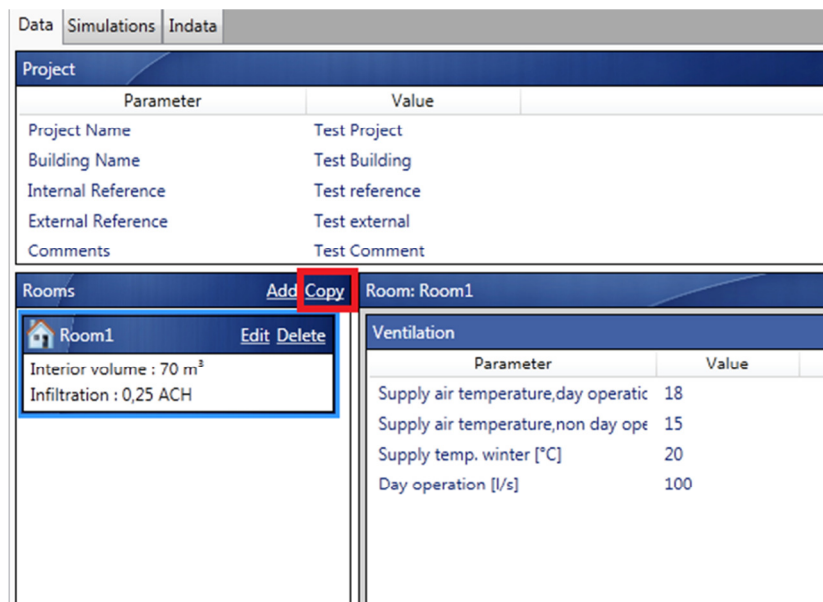 Data Simulations Indata
Project
Parameter Value
Project Name Test Project
Building Name Test Building
Internal Reference Test reference
External Reference Test external
Comments Test Comment
Rooms Add Copy
Room1 Edit Delete
Interior volume : 70 m³
Infiltration : 0,25 ACH
Room: Room1
Ventilation
Parameter Value
Supply air temperature,day operatic 18
Supply air temperature,non day ope 15
Supply temp. winter [°C] 20
Day operation [l/s] 100